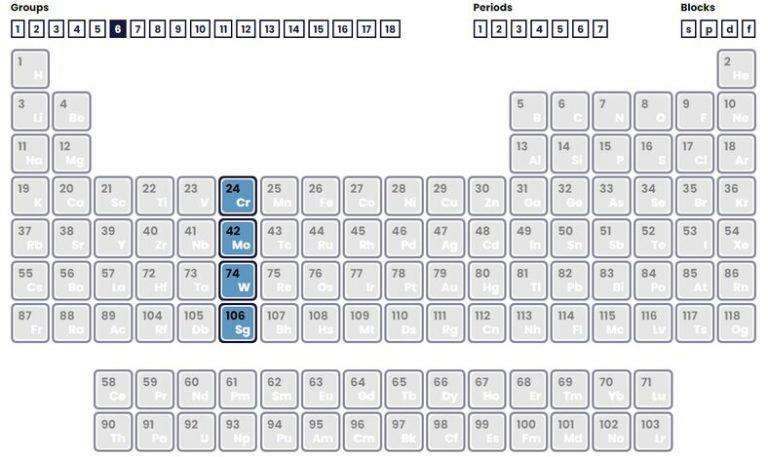 Groups Periods Blocks
1 2 3 4 5 6 7 8 9 10 11 12 13 14 15 16 17 18 1 2 3 4 5 6 7 s p d f
1 2
H He
3 4 5 6 7 8 9 10
Li Be B C N O F Ne
11 12 13 14 15 16 17 18
Na Mg Al Si P S Cl Ar
19 20 21 22 23 24 25 26 27 28 29 30 31 32 33 34 35 36
K Ca Sc Ti V Cr Mn Fe Co Ni Cu Zn Ga Ge As Se Br Kr
37 38 39 40 41 42 43 44 45 46 47 48 49 50 51 52 53 54
Rb Sr Y Zr Nb Mo Tc Ru Rh Pd Ag Cd In Sn Sb Te I Xe
55 56 57 72 73 74 75 76 77 78 79 80 81 82 83 84 85 86
Cs Ba La Hf Ta W Re Os Ir Pt Au Hg Tl Pb Bi Po At Rn
87 88 89 104 105 106 107 108 109 110 111 112 113 114 115 116 117 118
Fr Ra Ac Rf Db Sg Bh Hs Mt Ds Rg Cn Nh Fl Mc Lv Ts Og
58 59 60 61 62 63 64 65 66 67 68 69 70 71
Ce Pr Nd Pm Sm Eu Gd Tb Dy Ho Er Tm Yb Lu
90 91 92 93 94 95 96 97 98 99 100 101 102 103
Th Pa U Np Pu Am Cm Bk Cf Es Fm Md No Lr